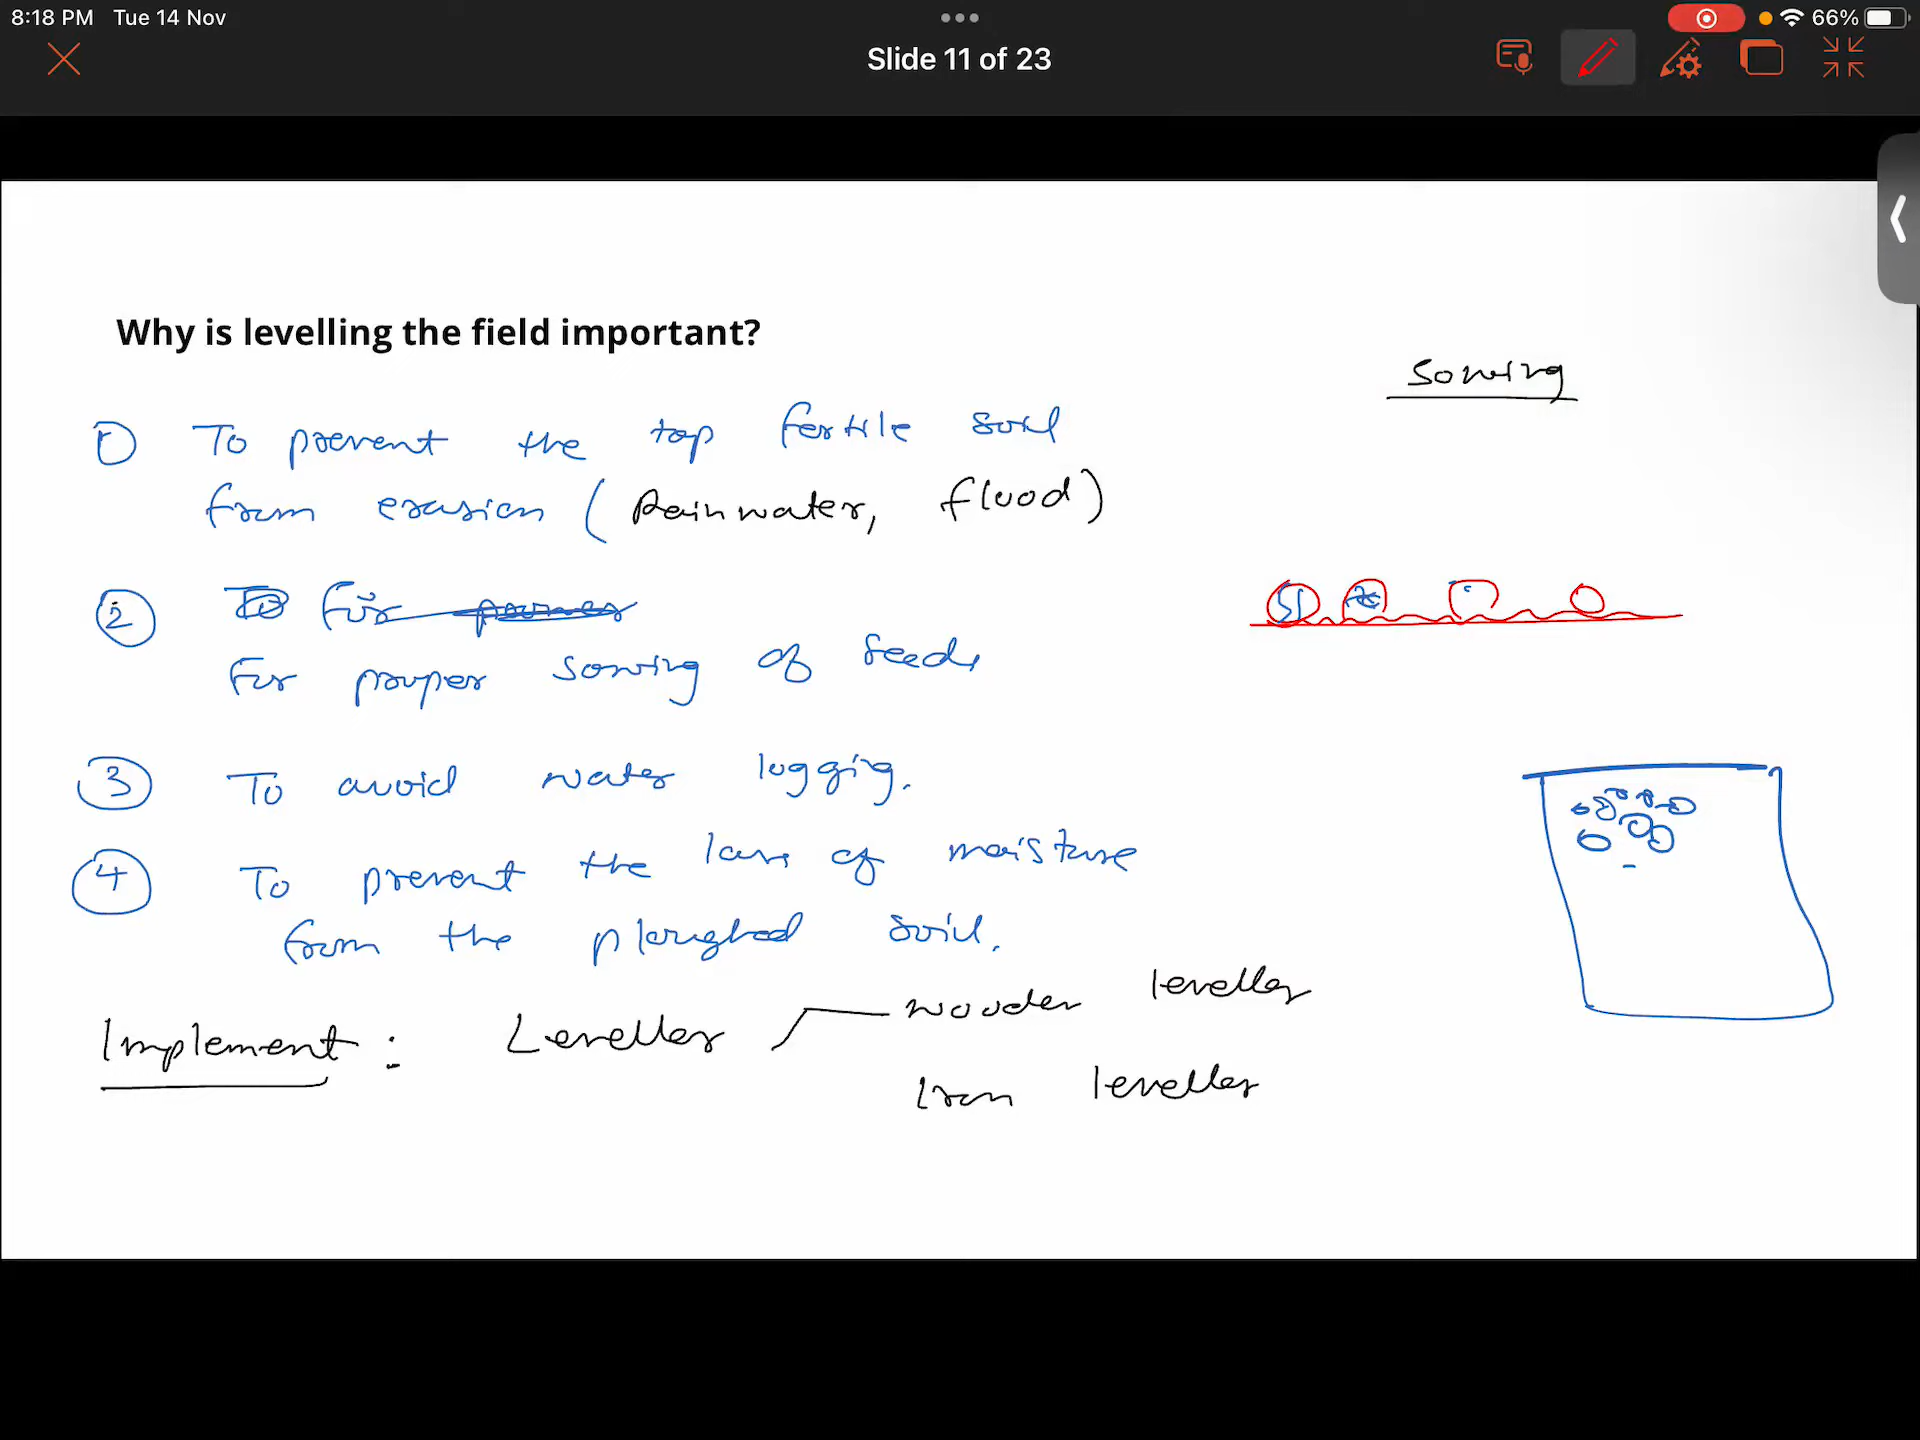 8:18 PM Tue 14 Nov
66%
Slide 11 of 23
Why is levelling the field important?
Sowing
① To prevent the top fertile soil
from erosion (Rainwater, flood)
② To For
For proper sowing of seeds
③ To avoid water logging.
④ To prevent the loss of moisture
from the ploughed soil.
Implement : Leveller wooden leveller
Iron leveller